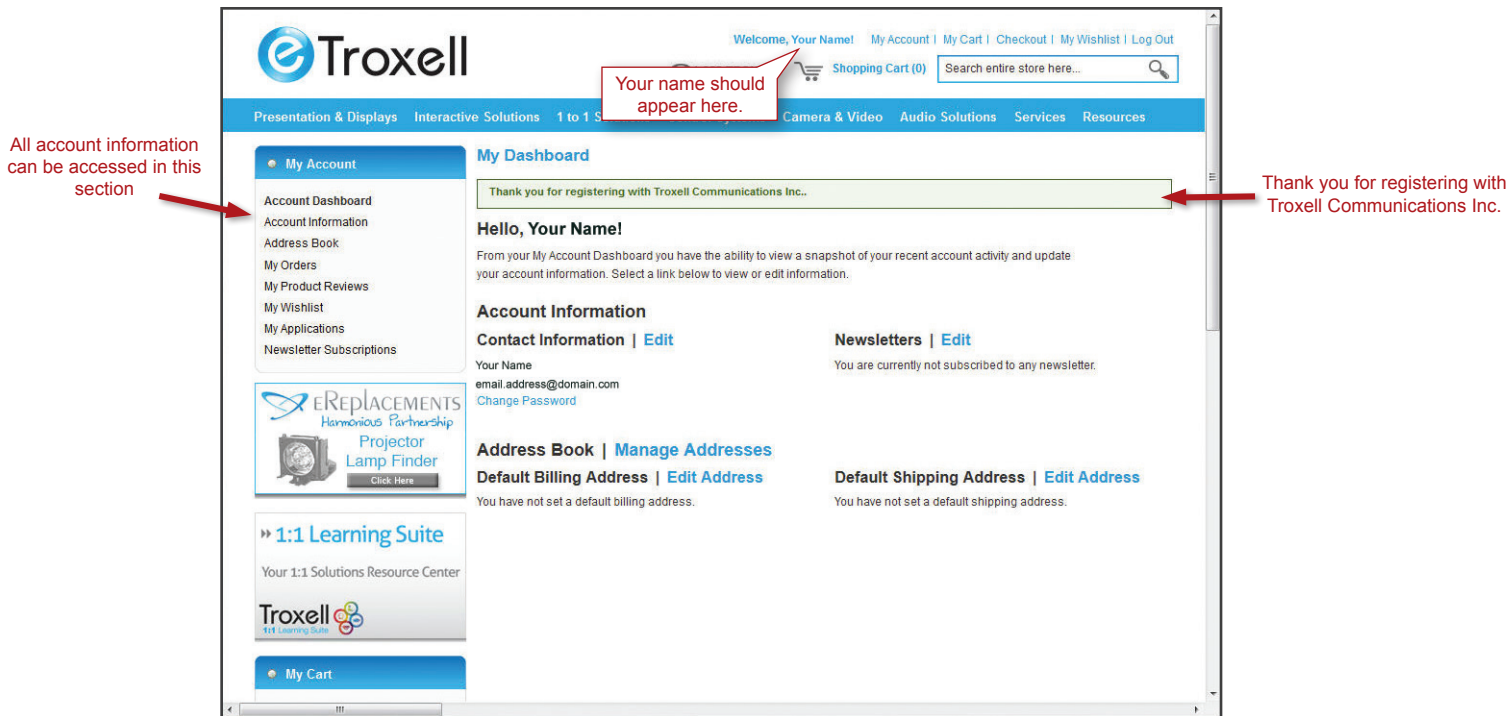 eTroxell
Welcome, Your Name! My Account | My Cart | Checkout | My Wishlist | Log Out
Shopping Cart (0) Search entire store here...
Your name should
appear here.
Presentation & Displays Interactive Solutions 1 to 1 Camera & Video Audio Solutions Services Resources
All account information
can be accessed in this
section
My Account
Account Dashboard
Account Information
Address Book
My Orders
My Product Reviews
My Wishlist
My Applications
Newsletter Subscriptions
My Dashboard
Thank you for registering with Troxell Communications Inc..
Thank you for registering with
Troxell Communications Inc.
Hello, Your Name!
From your My Account Dashboard you have the ability to view a snapshot of your recent account activity and update
your account information. Select a link below to view or edit information.
Account Information
Contact Information | Edit
Your Name
email.address@domain.com
Change Password
Newsletters | Edit
You are currently not subscribed to any newsletter.
Address Book | Manage Addresses
Default Billing Address | Edit Address
You have not set a default billing address.
Default Shipping Address | Edit Address
You have not set a default shipping address.
eReplacements
Harmonious Partnership
Projector
Lamp Finder
Click Here
1:1 Learning Suite
Your 1:1 Solutions Resource Center
Troxell
1:1 Learning Suite
My Cart